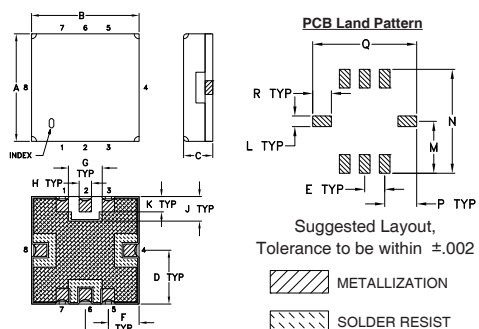 B
7 6 5
A
8
4
INDEX
1 2 3
C
G
TYP
H TYP
1 2 3
K TYP
J TYP
8
4
D TYP
7 6 5
F
TYP
PCB Land Pattern
Q
R TYP
L TYP
N
M
E TYP
P TYP
Suggested Layout,
Tolerance to be within ±.002
METALLIZATION
SOLDER RESIST